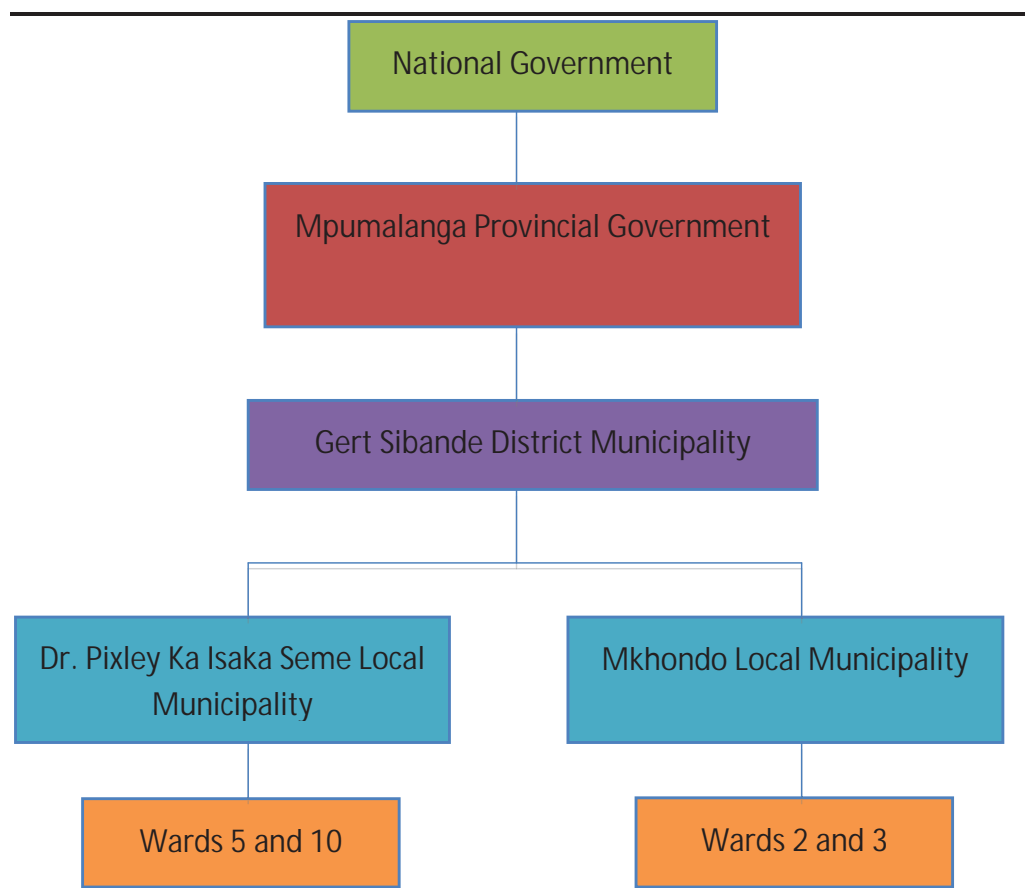 National Government
Mpumalanga Provincial Government
Gert Sibande District Municipality
Dr. Pixley Ka Isaka Seme Local
Municipality
Mkhondo Local Municipality
Wards 5 and 10
Wards 2 and 3